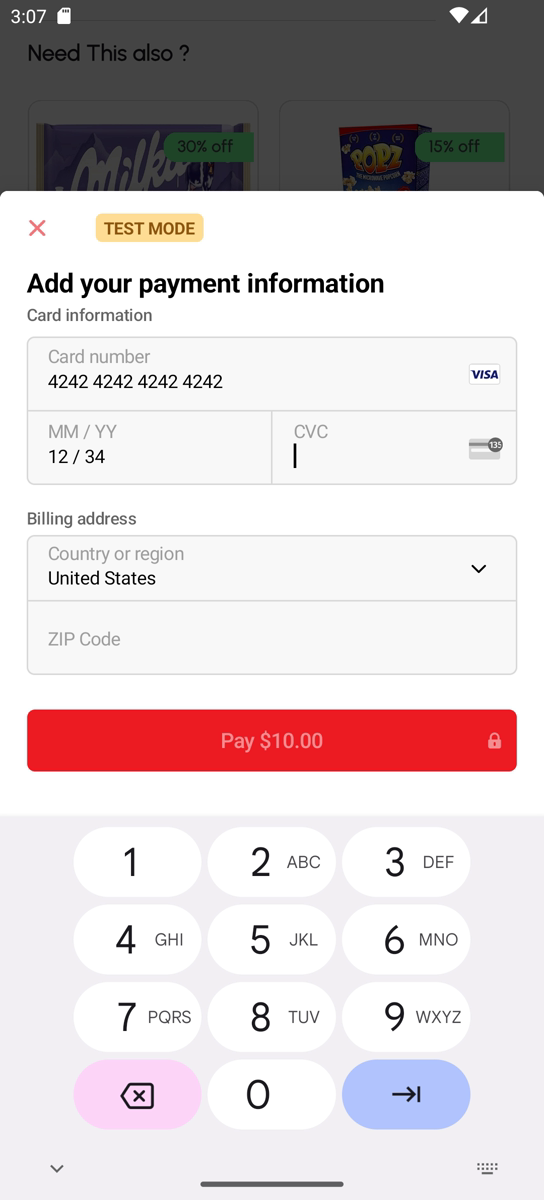 3:07
Need This also ?
30% off
15% off
Milka
POPZ
TEST MODE
Add your payment information
Card information
Card number
4242 4242 4242 4242
VISA
MM / YY
CVC
12 / 34
135
Billing address
Country or region
United States
ZIP Code
Pay $10.00
1
2 ABC
3 DEF
4 GHI
5 JKL
6 MNO
7 PQRS
8 TUV
9 WXYZ
0